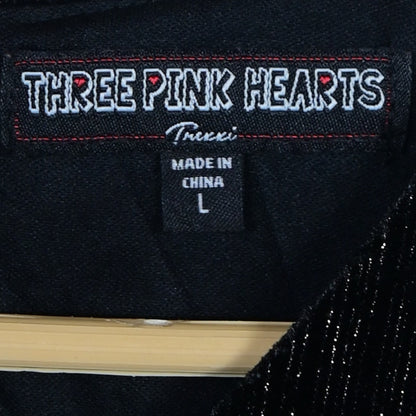 THREE PINK HEARTS
Trixxi
MADE IN
CHINA
L